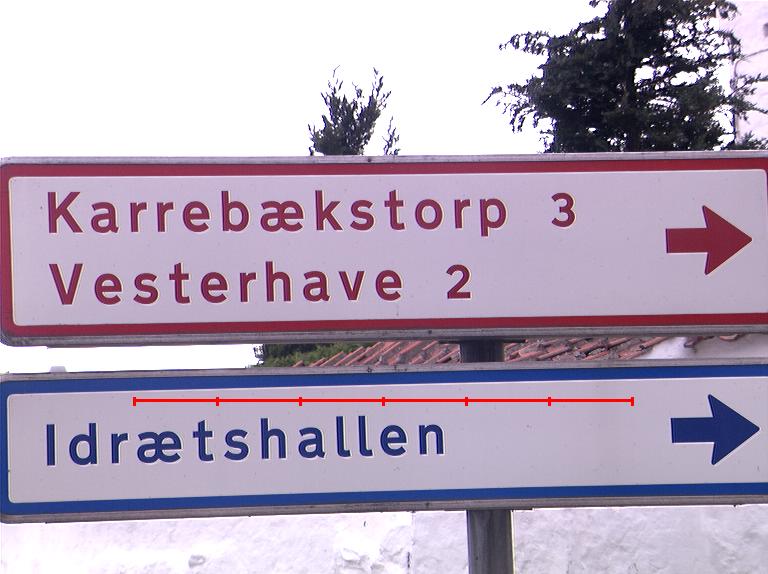 Karrebækstorp 3
Vesterhave 2
Idrætshallen